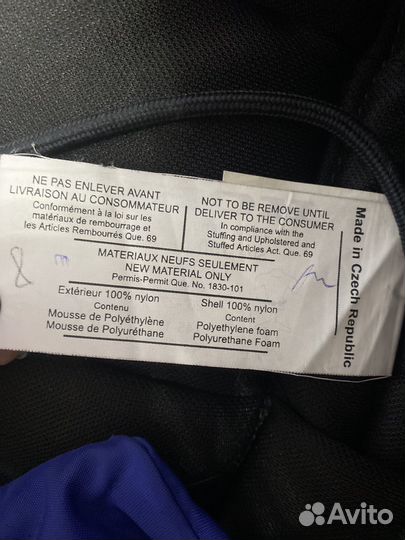 NE PAS ENLEVER AVANT
LIVRAISON AU CONSOMMATEUR
Conformément à la loi sur les
matériaux de rembourrage et
les Articles Rembourrés Que. 69
NOT TO BE REMOVE UNTIL
DELIVER TO THE CONSUMER
In compliance with the
Stuffing and Upholstered and
Stuffed Articles Act. Que. 69
MATERIAUX NEUFS SEULEMENT
NEW MATERIAL ONLY
Permis-Permit Que. No. 1830-101
Extérieur 100% nylon
Contenu
Mousse de Polyéthylène
Mousse de Polyuréthane
Shell 100% nylon
Content
Polyethylene foam
Polyurethane Foam
Made in Czech Republic
8
Avito